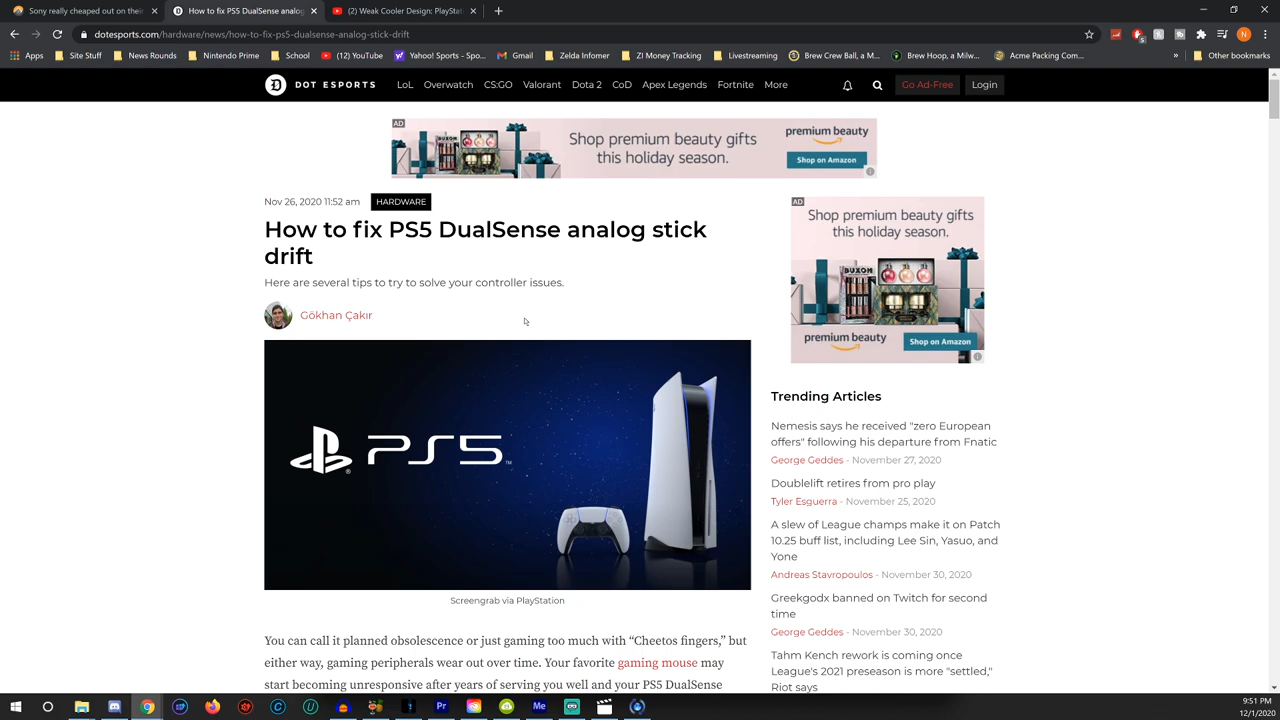 Sony really cheaped out on their
How to fix PS5 DualSense analog
(2) Weak Cooler Design: PlayStat
dotesports.com/hardware/news/how-to-fix-ps5-dualsense-analog-stick-drift
Apps
Site Stuff
News Rounds
Nintendo Prime
School
(12) YouTube
Yahoo! Sports - Spo...
Gmail
Zelda Infomer
ZI Money Tracking
Livestreaming
Brew Crew Ball, a M...
Brew Hoop, a Milw...
Acme Packing Com...
»
Other bookmarks
DOT ESPORTS
LoL
Overwatch
CS:GO
Valorant
Dota 2
CoD
Apex Legends
Fortnite
More
Go Ad-Free
Login
AD
BUXOM
Shop premium beauty gifts
this holiday season.
premium beauty
Shop on Amazon
Nov 26, 2020 11:52 am
HARDWARE
How to fix PS5 DualSense analog stick
drift
Here are several tips to try to solve your controller issues.
Gökhan Çakır
PS5
Screengrab via PlayStation
You can call it planned obsolescence or just gaming too much with “Cheetos fingers,” but
either way, gaming peripherals wear out over time. Your favorite gaming mouse may
start becoming unresponsive after years of serving you well and your PS5 DualSense
AD
Shop premium beauty gifts
this holiday season.
BUXOM
premium beauty
Shop on Amazon
Trending Articles
Nemesis says he received "zero European
offers" following his departure from Fnatic
George Geddes - November 27, 2020
Doublelift retires from pro play
Tyler Esguerra - November 25, 2020
A slew of League champs make it on Patch
10.25 buff list, including Lee Sin, Yasuo, and
Yone
Andreas Stavropoulos - November 30, 2020
Greekgodx banned on Twitch for second
time
George Geddes - November 30, 2020
Tahm Kench rework is coming once
League's 2021 preseason is more "settled,"
Riot says
Pr
Me
9:51 PM
12/1/2020